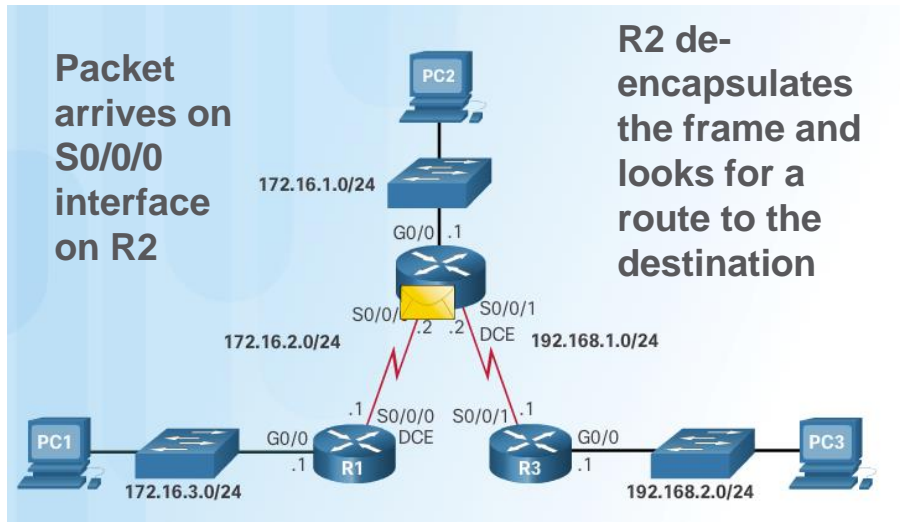 Packet
arrives on
S0/0/0
interface
on R2
R2 de-
encapsulates
the frame and
looks for a
route to the
destination
PC2
172.16.1.0/24
G0/0 .1
S0/0/
S0/0/1
.2 .2
DCE
172.16.2.0/24
192.168.1.0/24
.1
S0/0/0
DCE
S0/0/1
.1
PC1
G0/0
.1
R1
R3
G0/0
.1
PC3
172.16.3.0/24
192.168.2.0/24